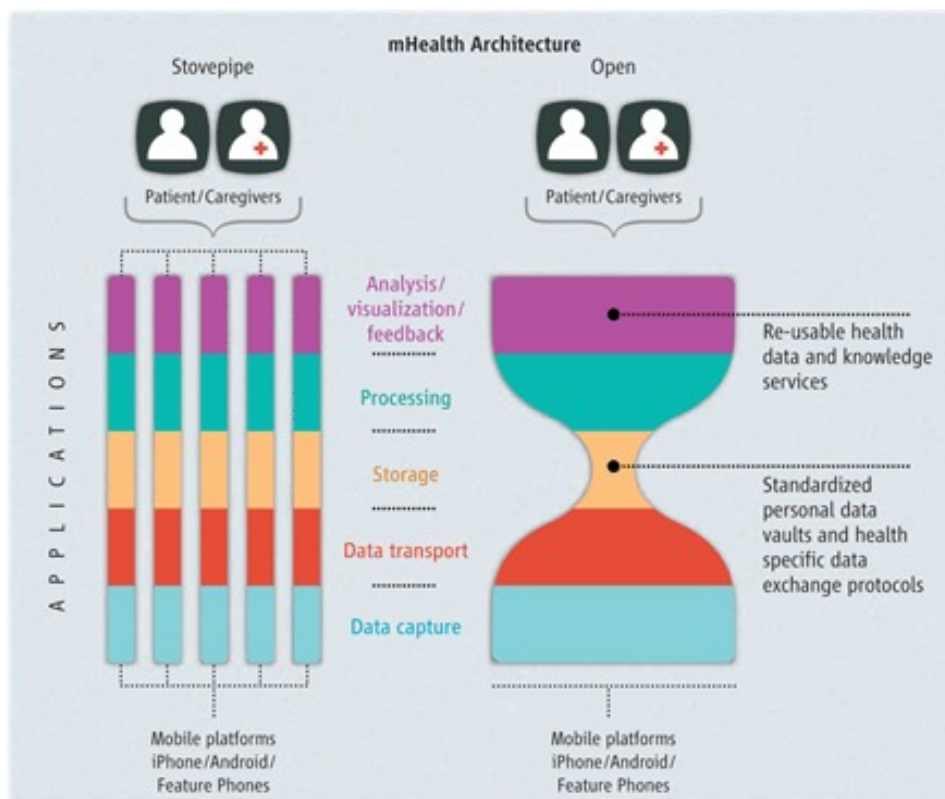 mHealth Architecture
Stovepipe
Open
Patient/Caregivers
Patient/Caregivers
APPLICATIONS
Analysis/
visualization/
feedback
Processing
Storage
Data transport
Data capture
Re-usable health
data and knowledge
services
Standardized
personal data
vaults and health
specific data
exchange protocols
Mobile platforms
iPhone/Android/
Feature Phones
Mobile platforms
iPhone/Android/
Feature Phones